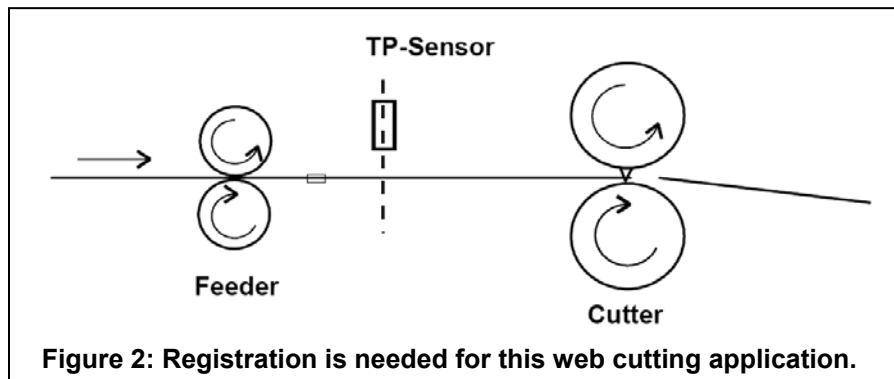 TP-Sensor
Feeder
Cutter
Figure 2: Registration is needed for this web cutting application.